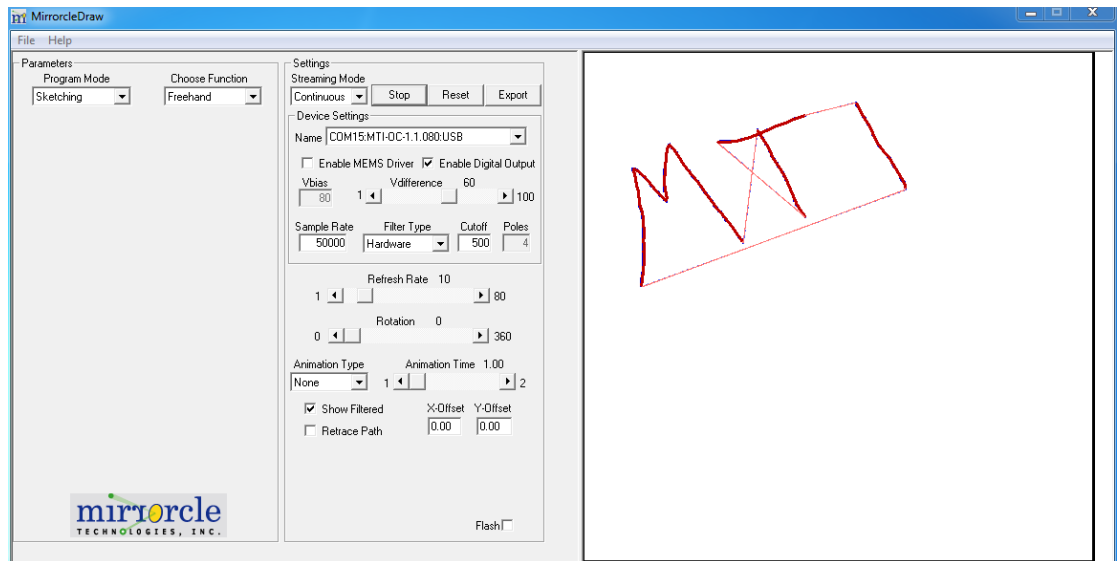 MirrorcleDraw
File Help
Parameters
Program Mode Choose Function
Sketching Freehand
Settings
Streaming Mode
Continuous Stop Reset Export
Device Settings
Name COM15:MTI-OC-1.1.080:USB
Enable MEMS Driver Enable Digital Output
Vbias Vdifference 60
80 1 100
Sample Rate Filter Type Cutoff Poles
50000 Hardware 500 4
Refresh Rate 10
1 80
Rotation 0
0 360
Animation Type Animation Time 1.00
None 1 2
Show Filtered X-Offset Y-Offset
Retrace Path 0.00 0.00
Flash
mirrorcle
TECHNOLOGIES, INC.
MTI